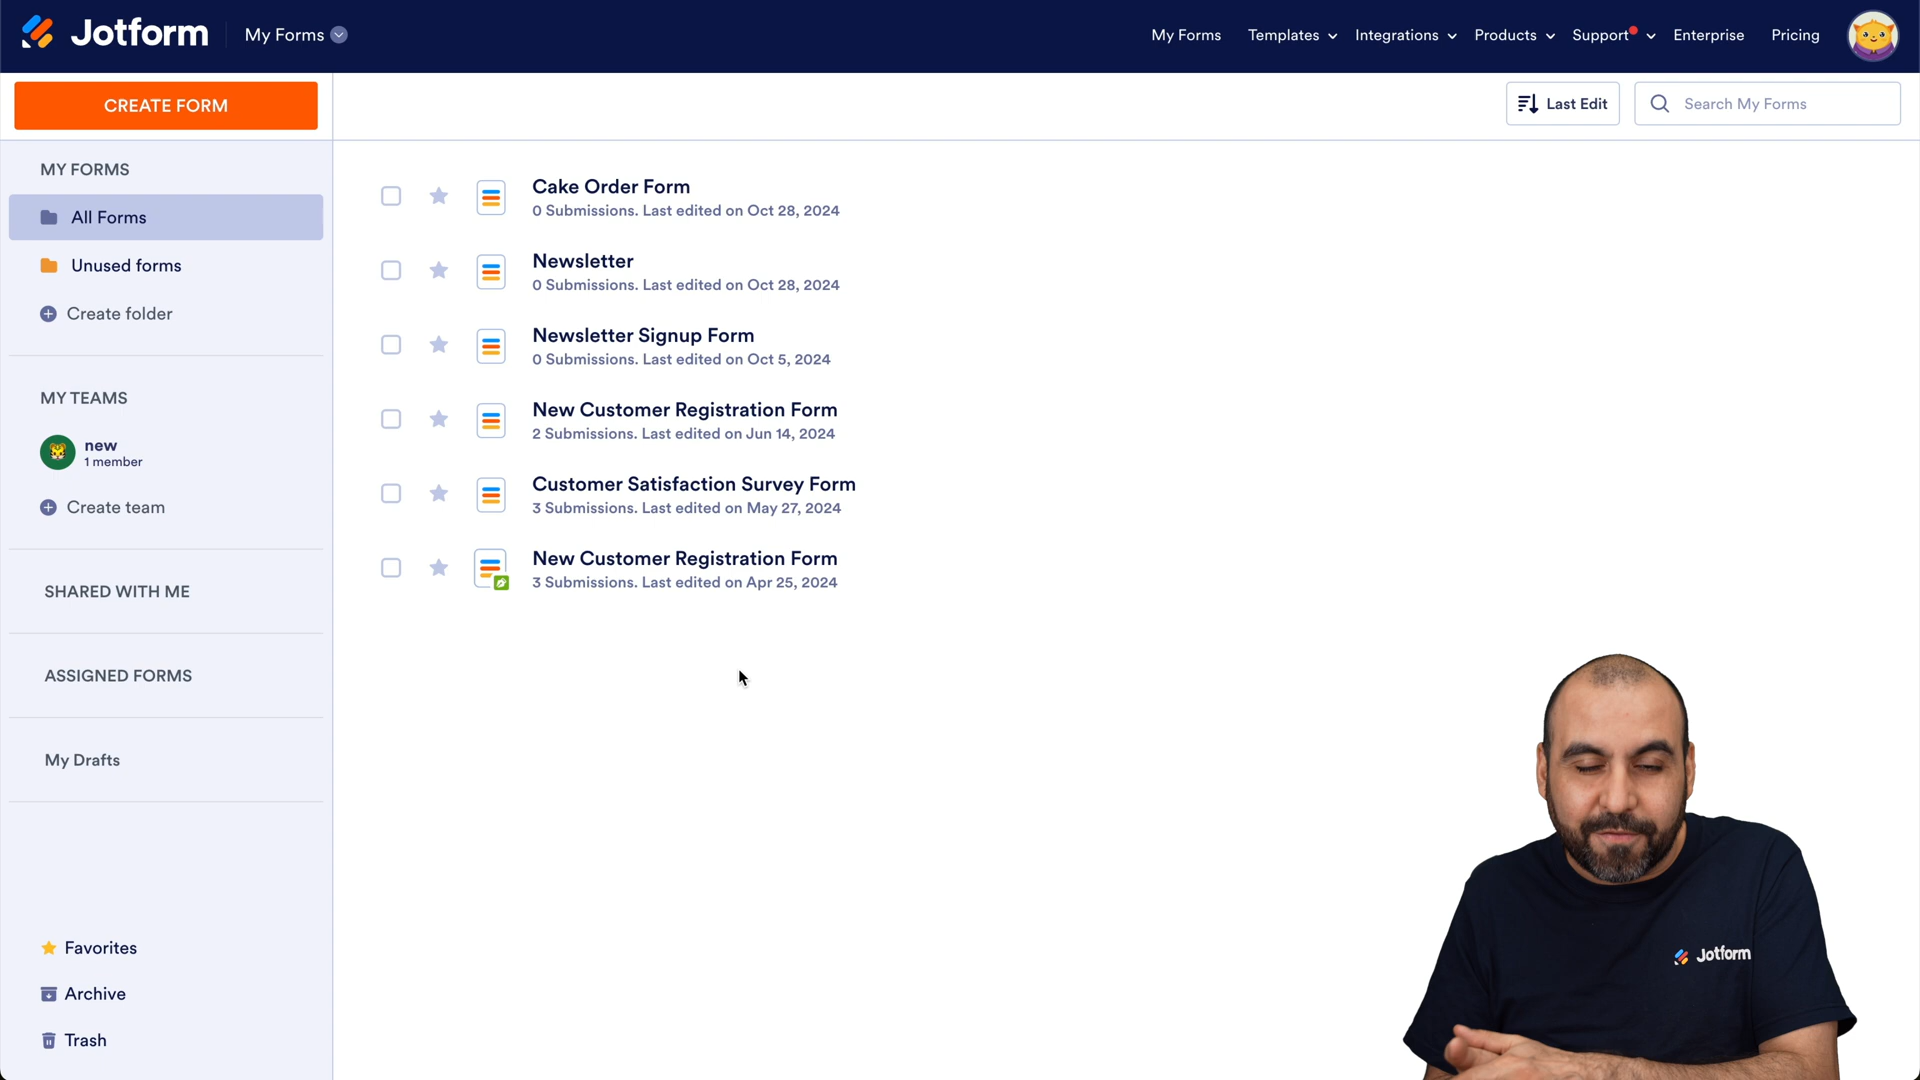 Jotform
My Forms
My Forms
Templates
Integrations
Products
Support
Enterprise
Pricing
CREATE FORM
Last Edit
Search My Forms
MY FORMS
All Forms
Unused forms
Create folder
MY TEAMS
new
1 member
Create team
SHARED WITH ME
ASSIGNED FORMS
My Drafts
Favorites
Archive
Trash
Cake Order Form
0 Submissions. Last edited on Oct 28, 2024
Newsletter
0 Submissions. Last edited on Oct 28, 2024
Newsletter Signup Form
0 Submissions. Last edited on Oct 5, 2024
New Customer Registration Form
2 Submissions. Last edited on Jun 14, 2024
Customer Satisfaction Survey Form
3 Submissions. Last edited on May 27, 2024
New Customer Registration Form
3 Submissions. Last edited on Apr 25, 2024
Jotform